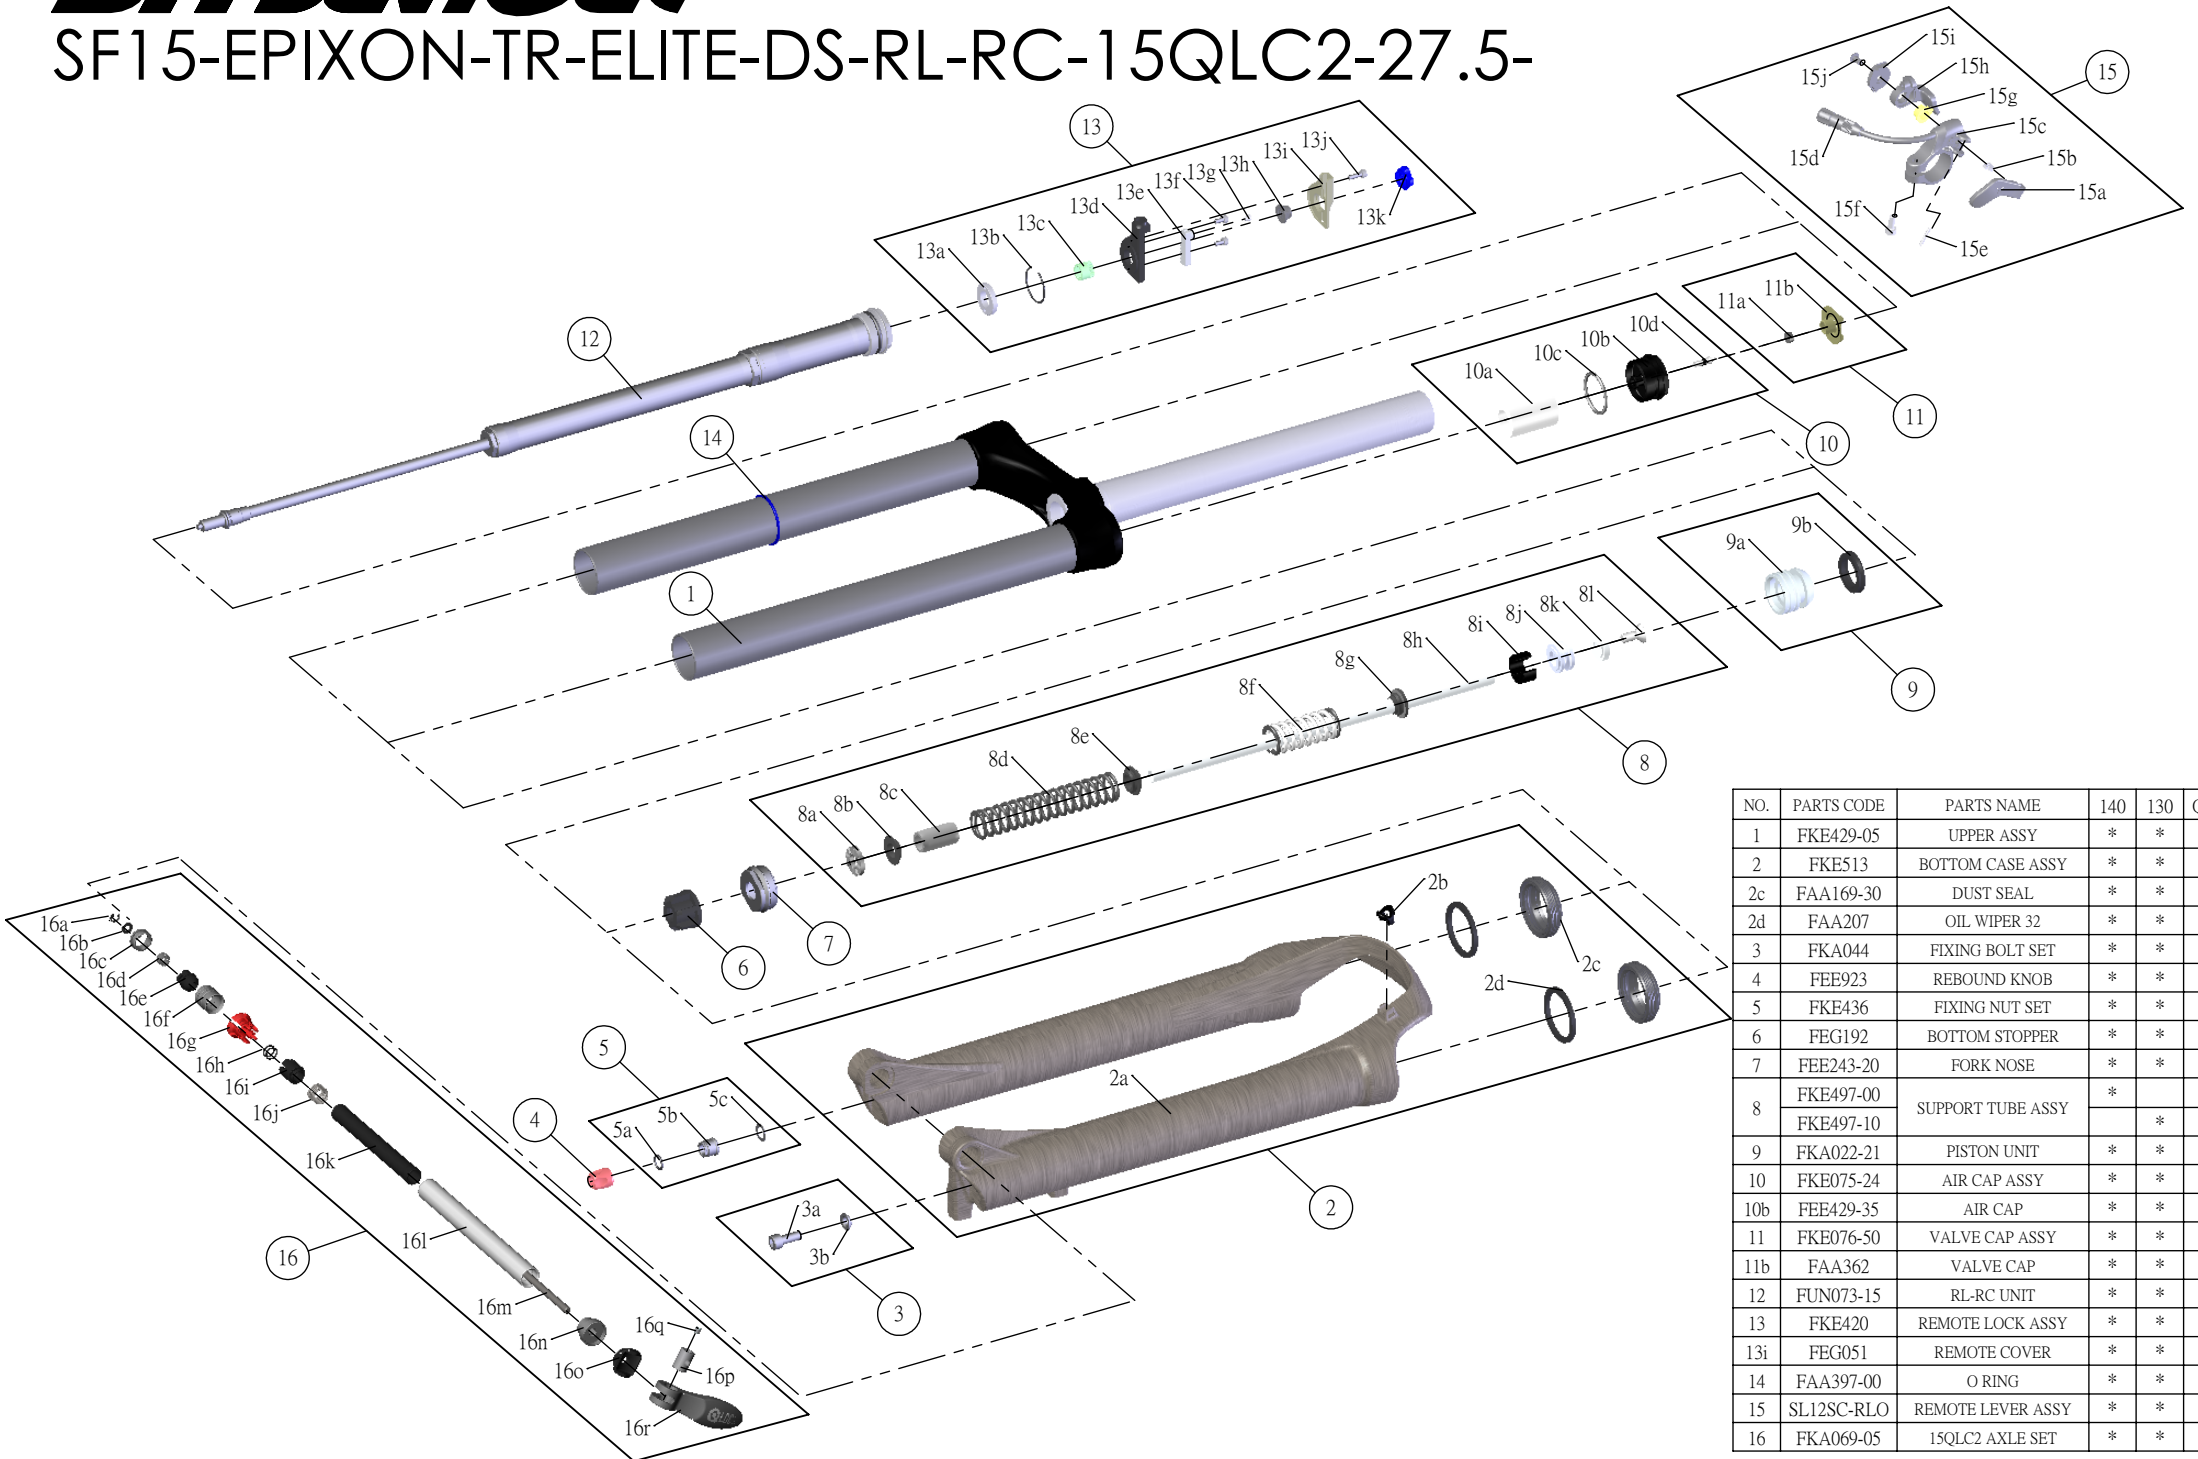 SF15-EPIXON-TR-ELITE-DS-RL-RC-15QLC2-27.5-
15i
15j
15h
15
15g
15c
15d
15b
15a
15f
15e
13
13j
13i
13h
13g
13f
13e
13d
13c
13b
13a
13k
12
11b
11a
11
10d
10b
10c
10a
10
14
1
9b
9a
9
8l
8k
8j
8i
8h
8g
8f
8e
8d
8c
8b
8a
8
7
6
2b
2c
2d
2a
2
5
5c
5b
5a
4
3a
3b
3
16a
16b
16c
16d
16e
16f
16g
16h
16i
16j
16k
16l
16m
16n
16o
16q
16p
16r
16
NO. PARTS CODE PARTS NAME 140 130
1 FKE429-05 UPPER ASSY * *
2 FKE513 BOTTOM CASE ASSY * *
2c FAA169-30 DUST SEAL * *
2d FAA207 OIL WIPER 32 * *
3 FKA044 FIXING BOLT SET * *
4 FEE923 REBOUND KNOB * *
5 FKE436 FIXING NUT SET * *
6 FEG192 BOTTOM STOPPER * *
7 FEE243-20 FORK NOSE * *
8 FKE497-00 SUPPORT TUBE ASSY *
FKE497-10 *
9 FKA022-21 PISTON UNIT * *
10 FKE075-24 AIR CAP ASSY * *
10b FEE429-35 AIR CAP * *
11 FKE076-50 VALVE CAP ASSY * *
11b FAA362 VALVE CAP * *
12 FUN073-15 RL-RC UNIT * *
13 FKE420 REMOTE LOCK ASSY * *
13i FEG051 REMOTE COVER * *
14 FAA397-00 O RING * *
15 SL12SC-RLO REMOTE LEVER ASSY * *
16 FKA069-05 15QLC2 AXLE SET * *